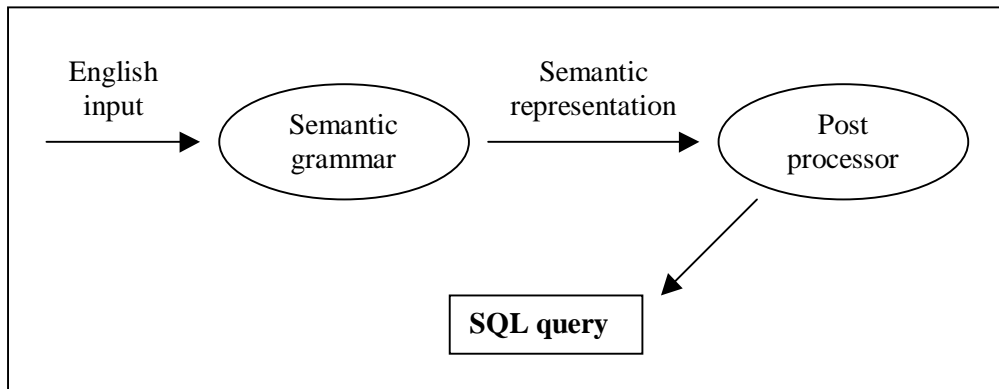 English
input
Semantic
grammar
Semantic
representation
Post
processor
SQL query